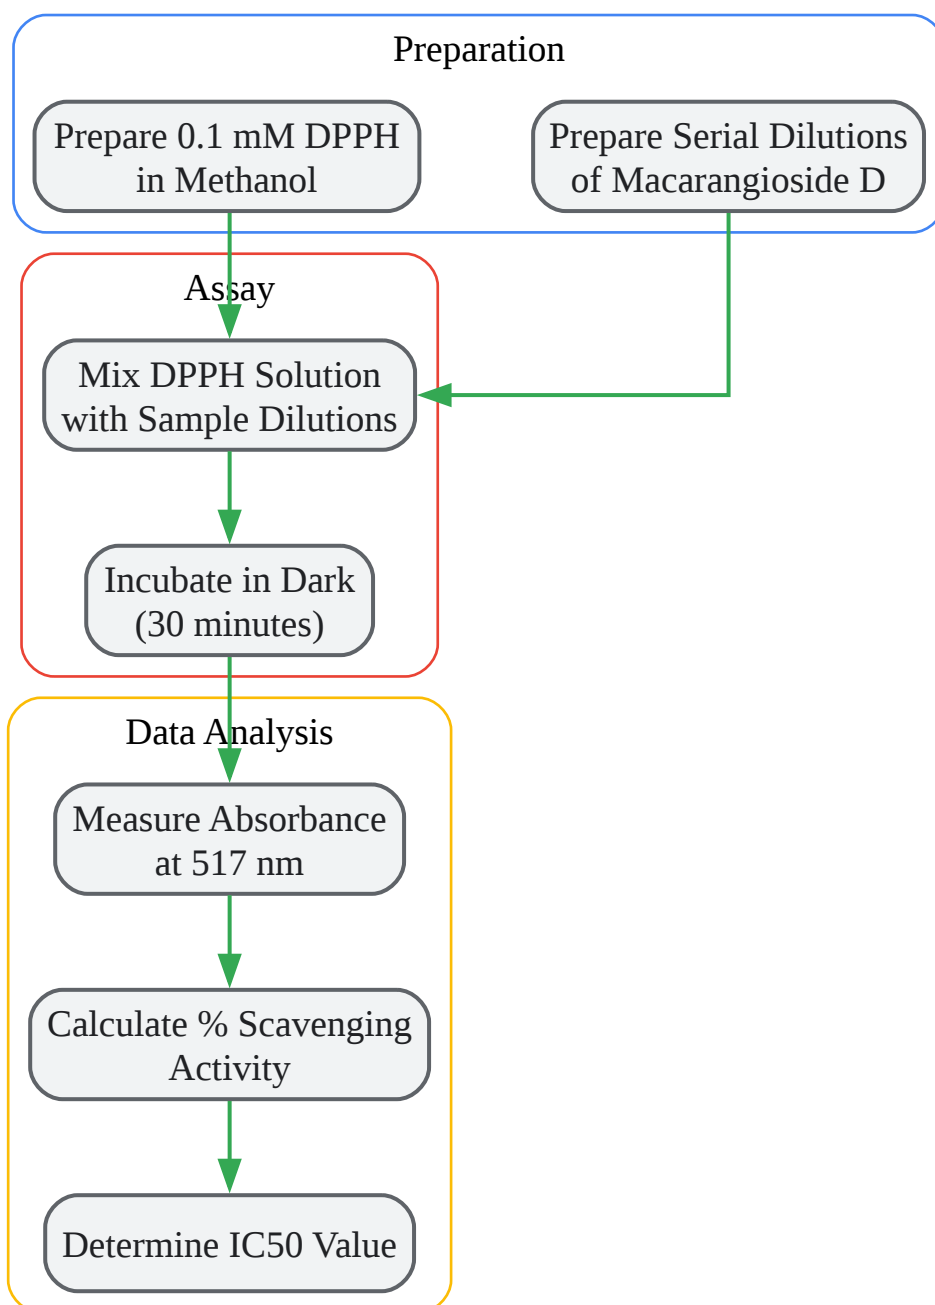 Preparation
Prepare 0.1 mM DPPH
in Methanol
Prepare Serial Dilutions
of Macarangioside D
Assay
Mix DPPH Solution
with Sample Dilutions
Incubate in Dark
(30 minutes)
Data Analysis
Measure Absorbance
at 517 nm
Calculate % Scavenging
Activity
Determine IC50 Value